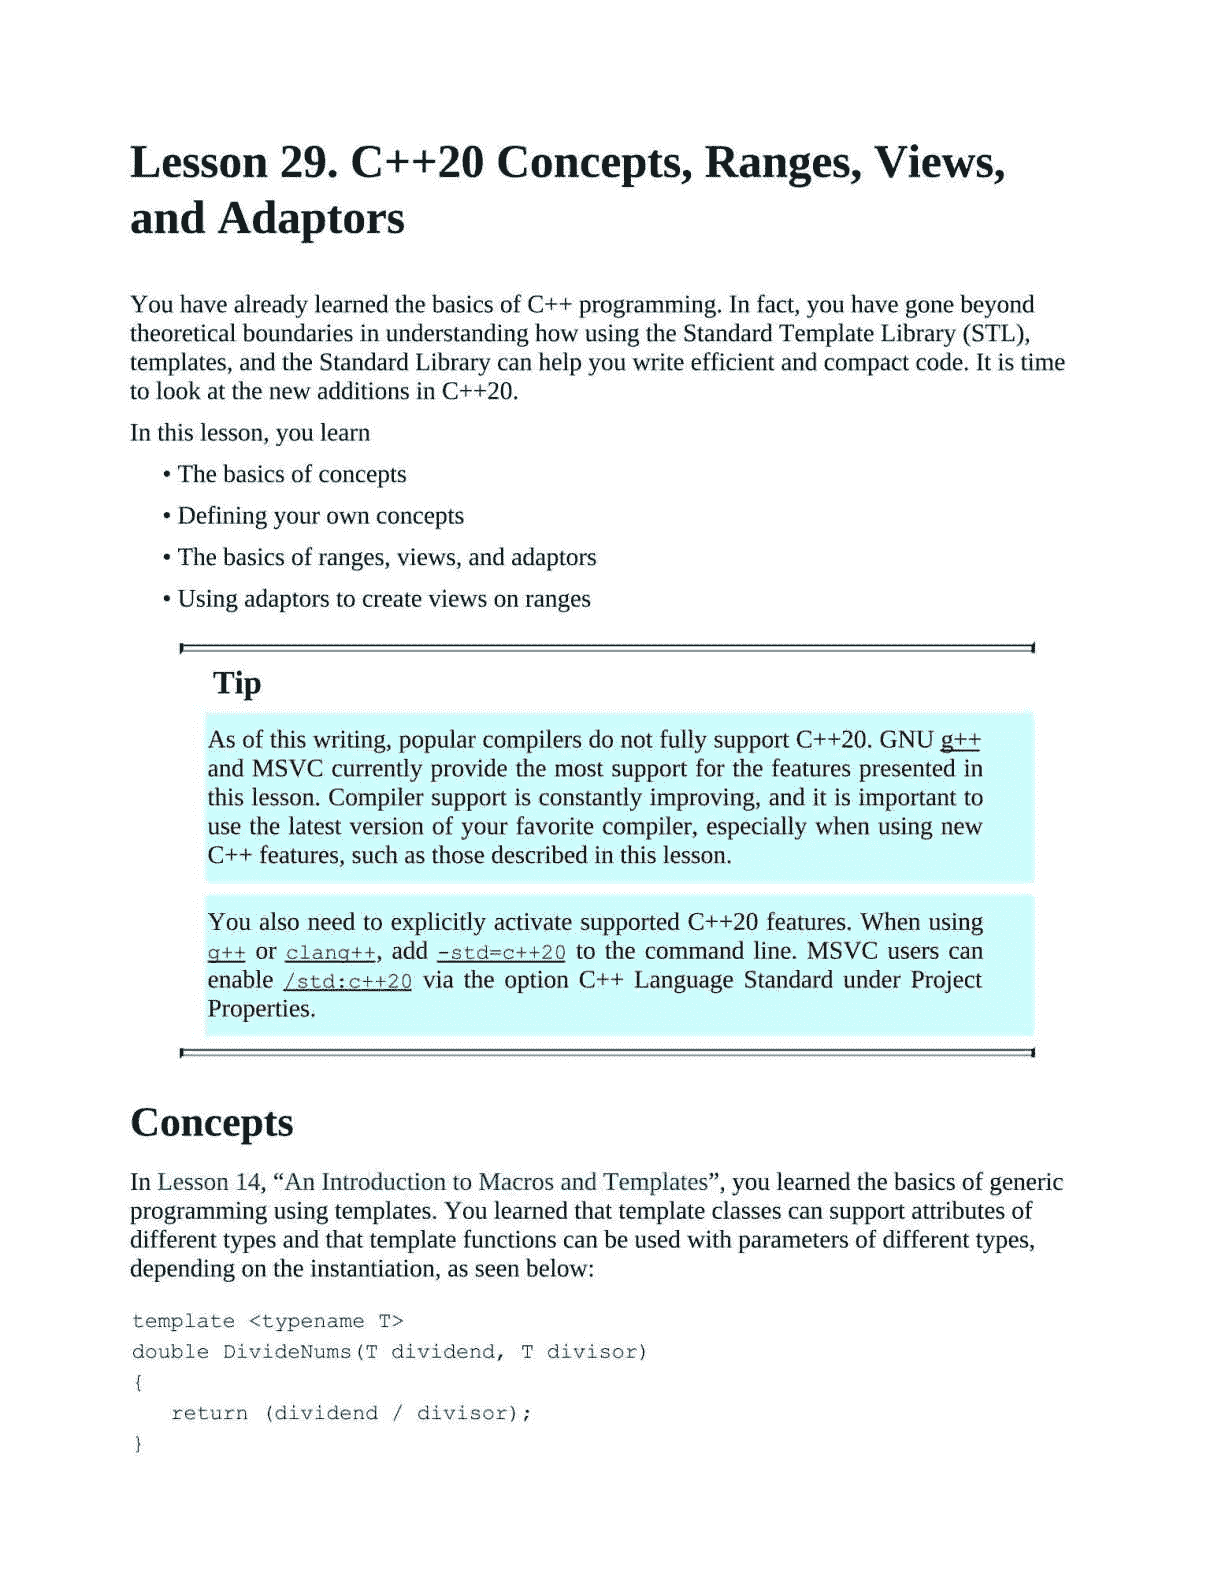 Lesson 29. C++20 Concepts, Ranges, Views,
and Adaptors
You have already learned the basics of C++ programming. In fact, you have gone beyond
theoretical boundaries in understanding how using the Standard Template Library (STL),
templates, and the Standard Library can help you write efficient and compact code. It is time
to look at the new additions in C++20.
In this lesson, you learn
• The basics of concepts
• Defining your own concepts
• The basics of ranges, views, and adaptors
• Using adaptors to create views on ranges
Tip
As of this writing, popular compilers do not fully support C++20. GNU g++
and MSVC currently provide the most support for the features presented in
this lesson. Compiler support is constantly improving, and it is important to
use the latest version of your favorite compiler, especially when using new
C++ features, such as those described in this lesson.
You also need to explicitly activate supported C++20 features. When using
g++ or clang++, add -std=c++20 to the command line. MSVC users can
enable /std:c++20 via the option C++ Language Standard under Project
Properties.
Concepts
In Lesson 14, “An Introduction to Macros and Templates”, you learned the basics of generic
programming using templates. You learned that template classes can support attributes of
different types and that template functions can be used with parameters of different types,
depending on the instantiation, as seen below:
template <typename T>
double DivideNums(T dividend, T divisor)
{
   return (dividend / divisor);
}